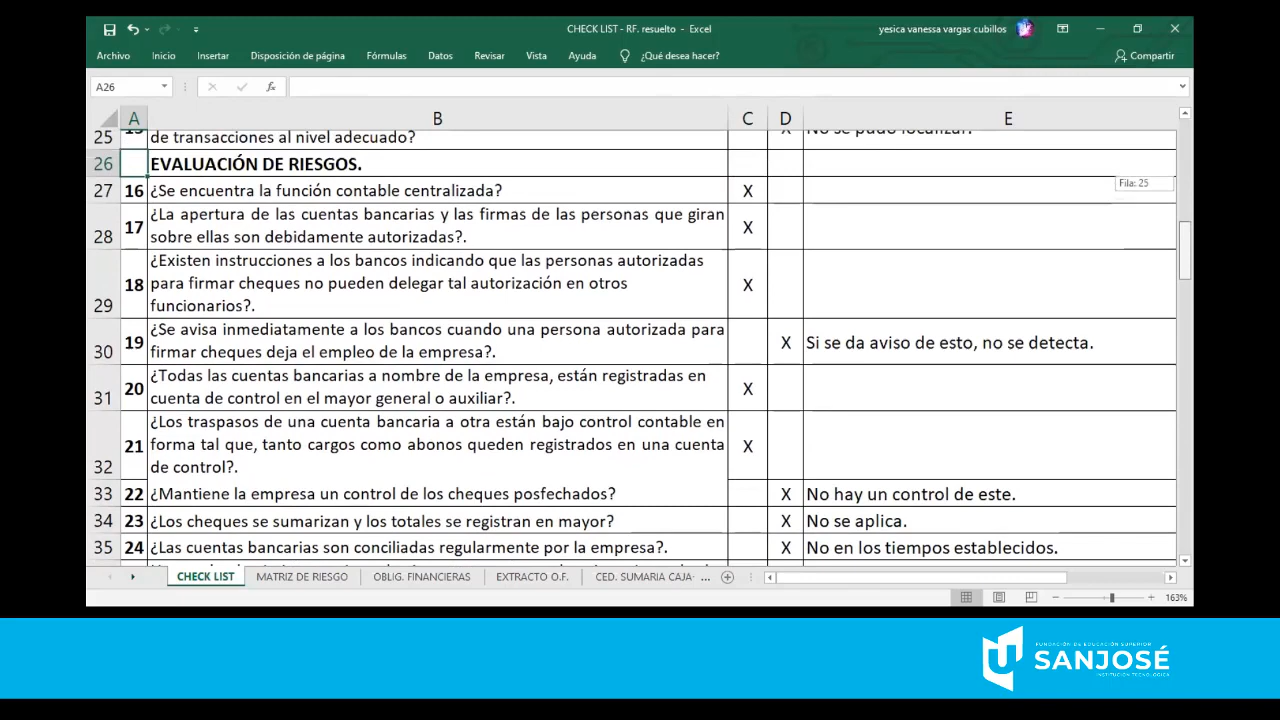 CHECK LIST - RF. resuelto - Excel
yesica vanessa vargas cubillos
Archivo Inicio Insertar Disposición de página Fórmulas Datos Revisar Vista Ayuda ¿Qué desea hacer? Compartir
A26 fx
A B C D E
25 de transacciones al nivel adecuado?
26 EVALUACIÓN DE RIESGOS.
Fila: 25
27 16 ¿Se encuentra la función contable centralizada? X
¿La apertura de las cuentas bancarias y las firmas de las personas que giran
28 17 sobre ellas son debidamente autorizadas?. X
¿Existen instrucciones a los bancos indicando que las personas autorizadas
18 para firmar cheques no pueden delegar tal autorización en otros X
29 funcionarios?.
¿Se avisa inmediatamente a los bancos cuando una persona autorizada para
30 19 firmar cheques deja el empleo de la empresa?. X Si se da aviso de esto, no se detecta.
¿Todas las cuentas bancarias a nombre de la empresa, están registradas en
31 20 cuenta de control en el mayor general o auxiliar?. X
¿Los traspasos de una cuenta bancaria a otra están bajo control contable en
21 forma tal que, tanto cargos como abonos queden registrados en una cuenta X
32 de control?.
33 22 ¿Mantiene la empresa un control de los cheques posfechados? X No hay un control de este.
34 23 ¿Los cheques se sumarizan y los totales se registran en mayor? X No se aplica.
35 24 ¿Las cuentas bancarias son conciliadas regularmente por la empresa?. X No en los tiempos establecidos.
CHECK LIST MATRIZ DE RIESGO OBLIG. FINANCIERAS EXTRACTO O.F. CED. SUMARIA CAJA- ...
163%
FUNDACIÓN DE EDUCACIÓN SUPERIOR
SANJOSÉ
INSTITUCIÓN TECNOLÓGICA